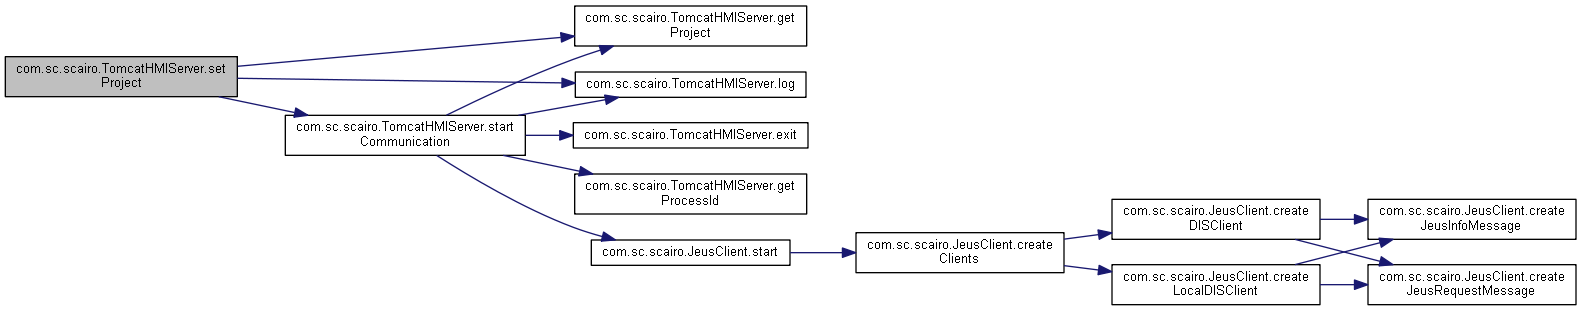 com.sc.scairo.TomcatHMIServer.set
Project
com.sc.scairo.TomcatHMIServer.get
Project
com.sc.scairo.TomcatHMIServer.log
com.sc.scairo.TomcatHMIServer.start
Communication
com.sc.scairo.TomcatHMIServer.exit
com.sc.scairo.TomcatHMIServer.get
ProcessId
com.sc.scairo.JeusClient.start
com.sc.scairo.JeusClient.create
Clients
com.sc.scairo.JeusClient.create
DISClient
com.sc.scairo.JeusClient.create
LocalDISClient
com.sc.scairo.JeusClient.create
JeusInfoMessage
com.sc.scairo.JeusClient.create
JeusRequestMessage